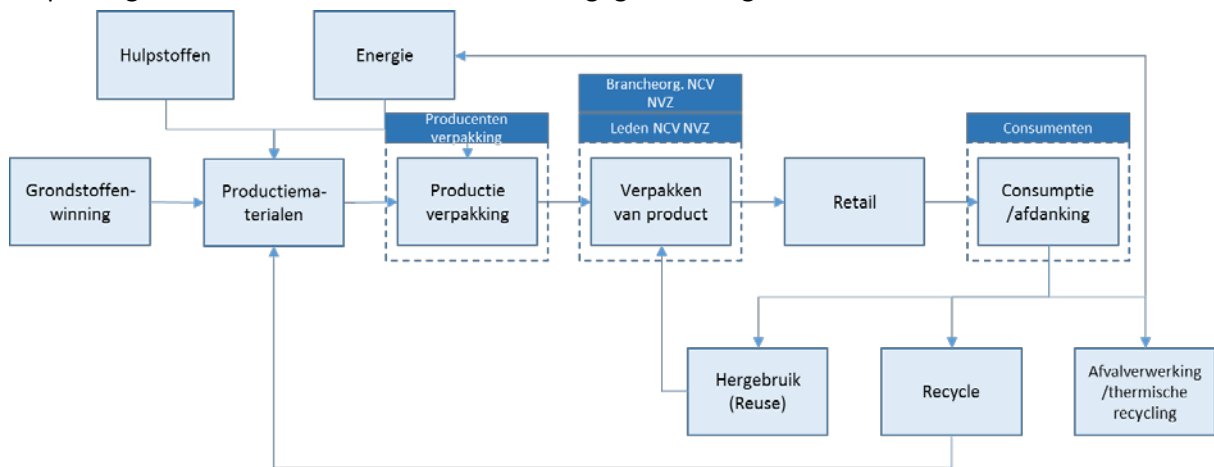 Hulpstoffen
Energie
Brancheorg. NCV
NVZ
Producenten
verpakking
Leden NCV NVZ
Consumenten
Grondstoffen-
winning
Productiema-
terialen
Productie
verpakking
Verpakken
van product
Retail
Consumptie
/afdanking
Hergebruik
(Reuse)
Recycle
Afvalverwerking
/thermische
recycling